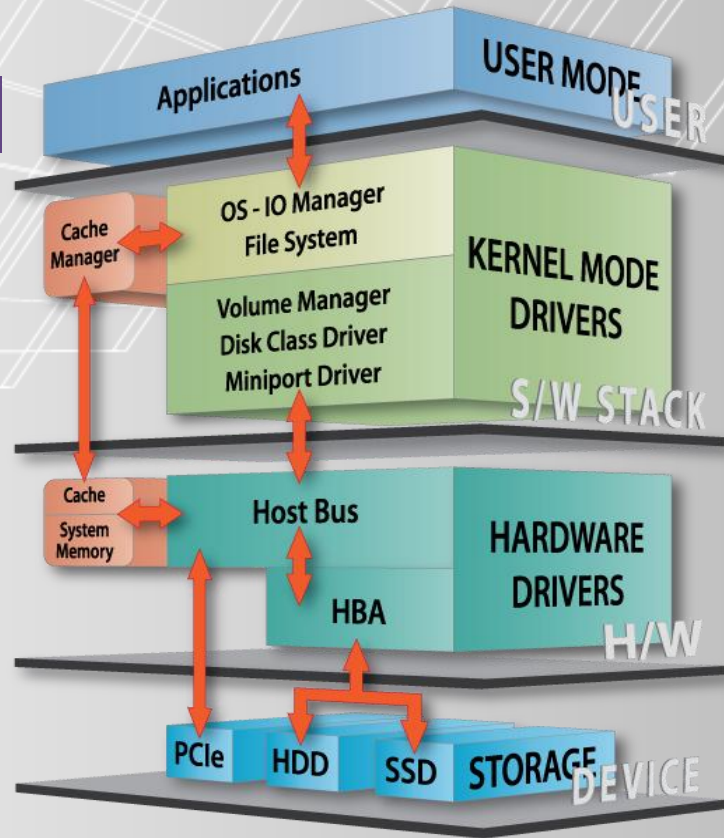 Applications
USER MODE
USER
Cache
Manager
OS - IO Manager
File System
Volume Manager
Disk Class Driver
Miniport Driver
KERNEL MODE
DRIVERS
S/W STACK
Cache
System
Memory
Host Bus
HBA
HARDWARE
DRIVERS
H/W
PCIe
HDD
SSD
STORAGE
DEVICE